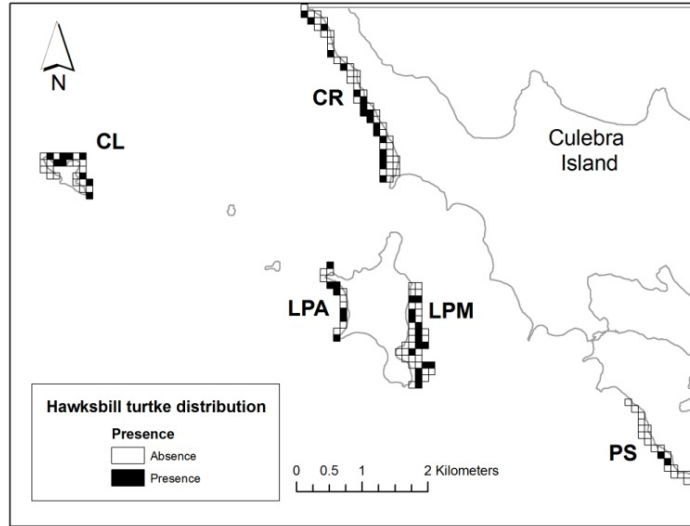 N
CR
CL
Culebra
Island
LPA
LPM
PS
Hawksbill turtke distribution
Presence
Absence
Presence
0 0.5 1 2 Kilometers